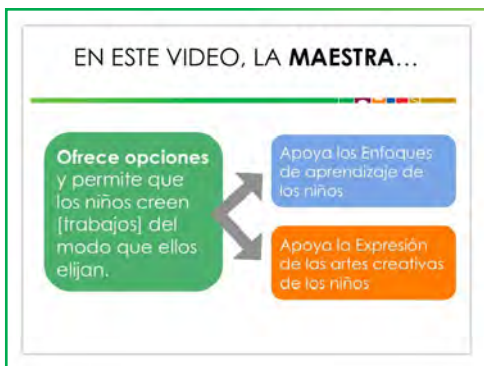 EN ESTE VIDEO, LA MAESTRA…
Ofrece opciones
y permite que
los niños creen
[trabajos] del
modo que ellos
elijan.
Apoya los Enfoques
de aprendizaje de
los niños
Apoya la Expresión
de las artes creativas
de los niños